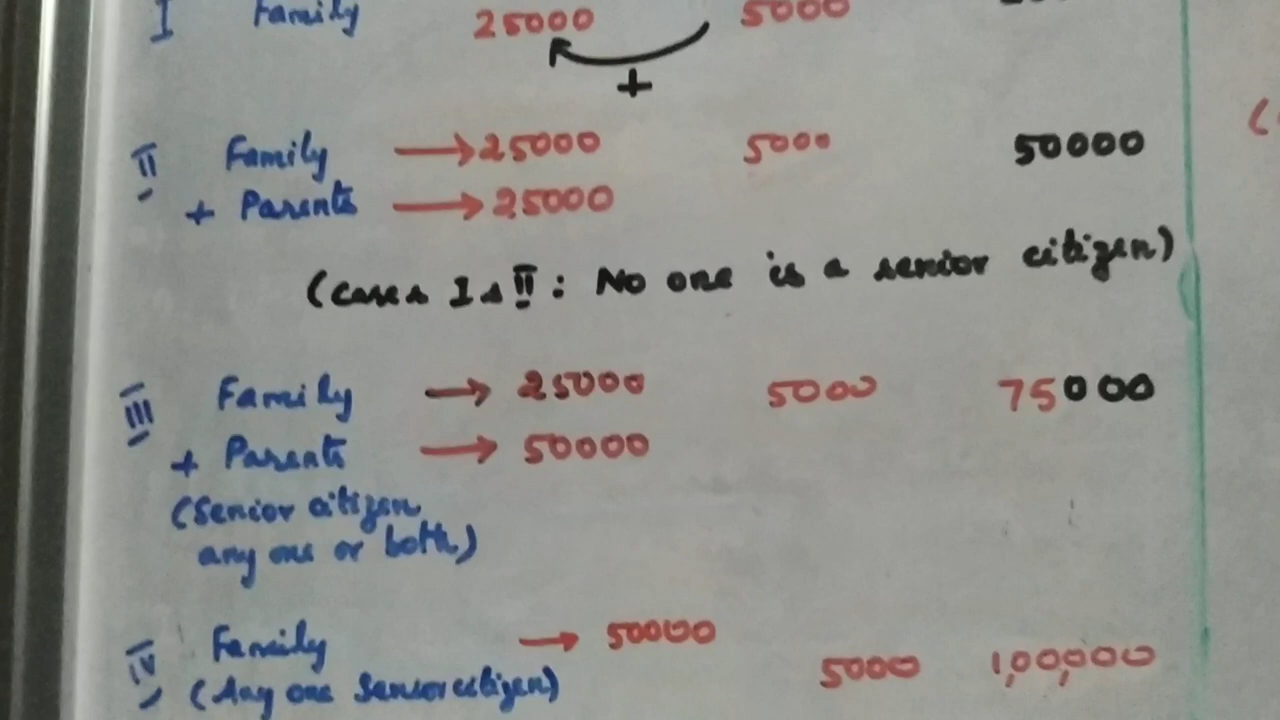 I Family 25000 5000
+
II Family → 25000 5000 50000
+ Parents → 25000
(Cases I & II : No one is a senior citizen)
III Family → 25000 5000 75000
+ Parents → 50000
(Senior citizen
any one or both)
IV Family → 50000
5000 1,00,000
(Any one Senior citizen)